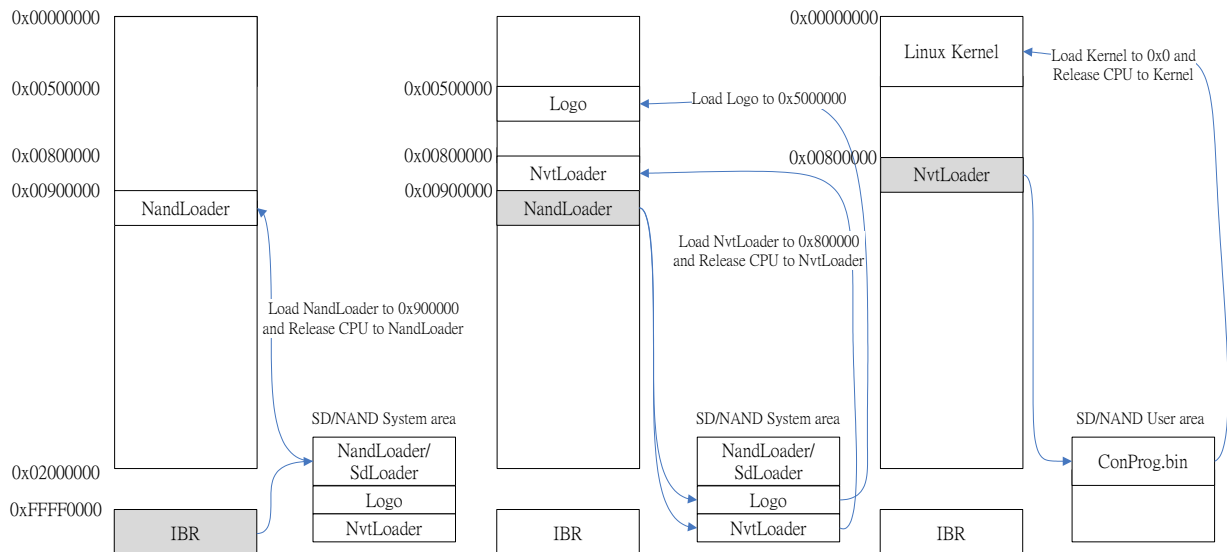 0x00000000
0x00500000
0x00800000
0x00900000
NandLoader
Load NandLoader to 0x900000
and Release CPU to NandLoader
0x02000000
0xFFFF0000
IBR
SD/NAND System area
NandLoader/
SdLoader
Logo
NvtLoader
0x00500000
Logo
0x00800000
NvtLoader
0x00900000
NandLoader
Load Logo to 0x5000000
Load NvtLoader to 0x800000
and Release CPU to NvtLoader
SD/NAND System area
NandLoader/
SdLoader
Logo
NvtLoader
IBR
0x00000000
Linux Kernel
Load Kernel to 0x0 and
Release CPU to Kernel
0x00800000
NvtLoader
SD/NAND User area
ConProg.bin
IBR